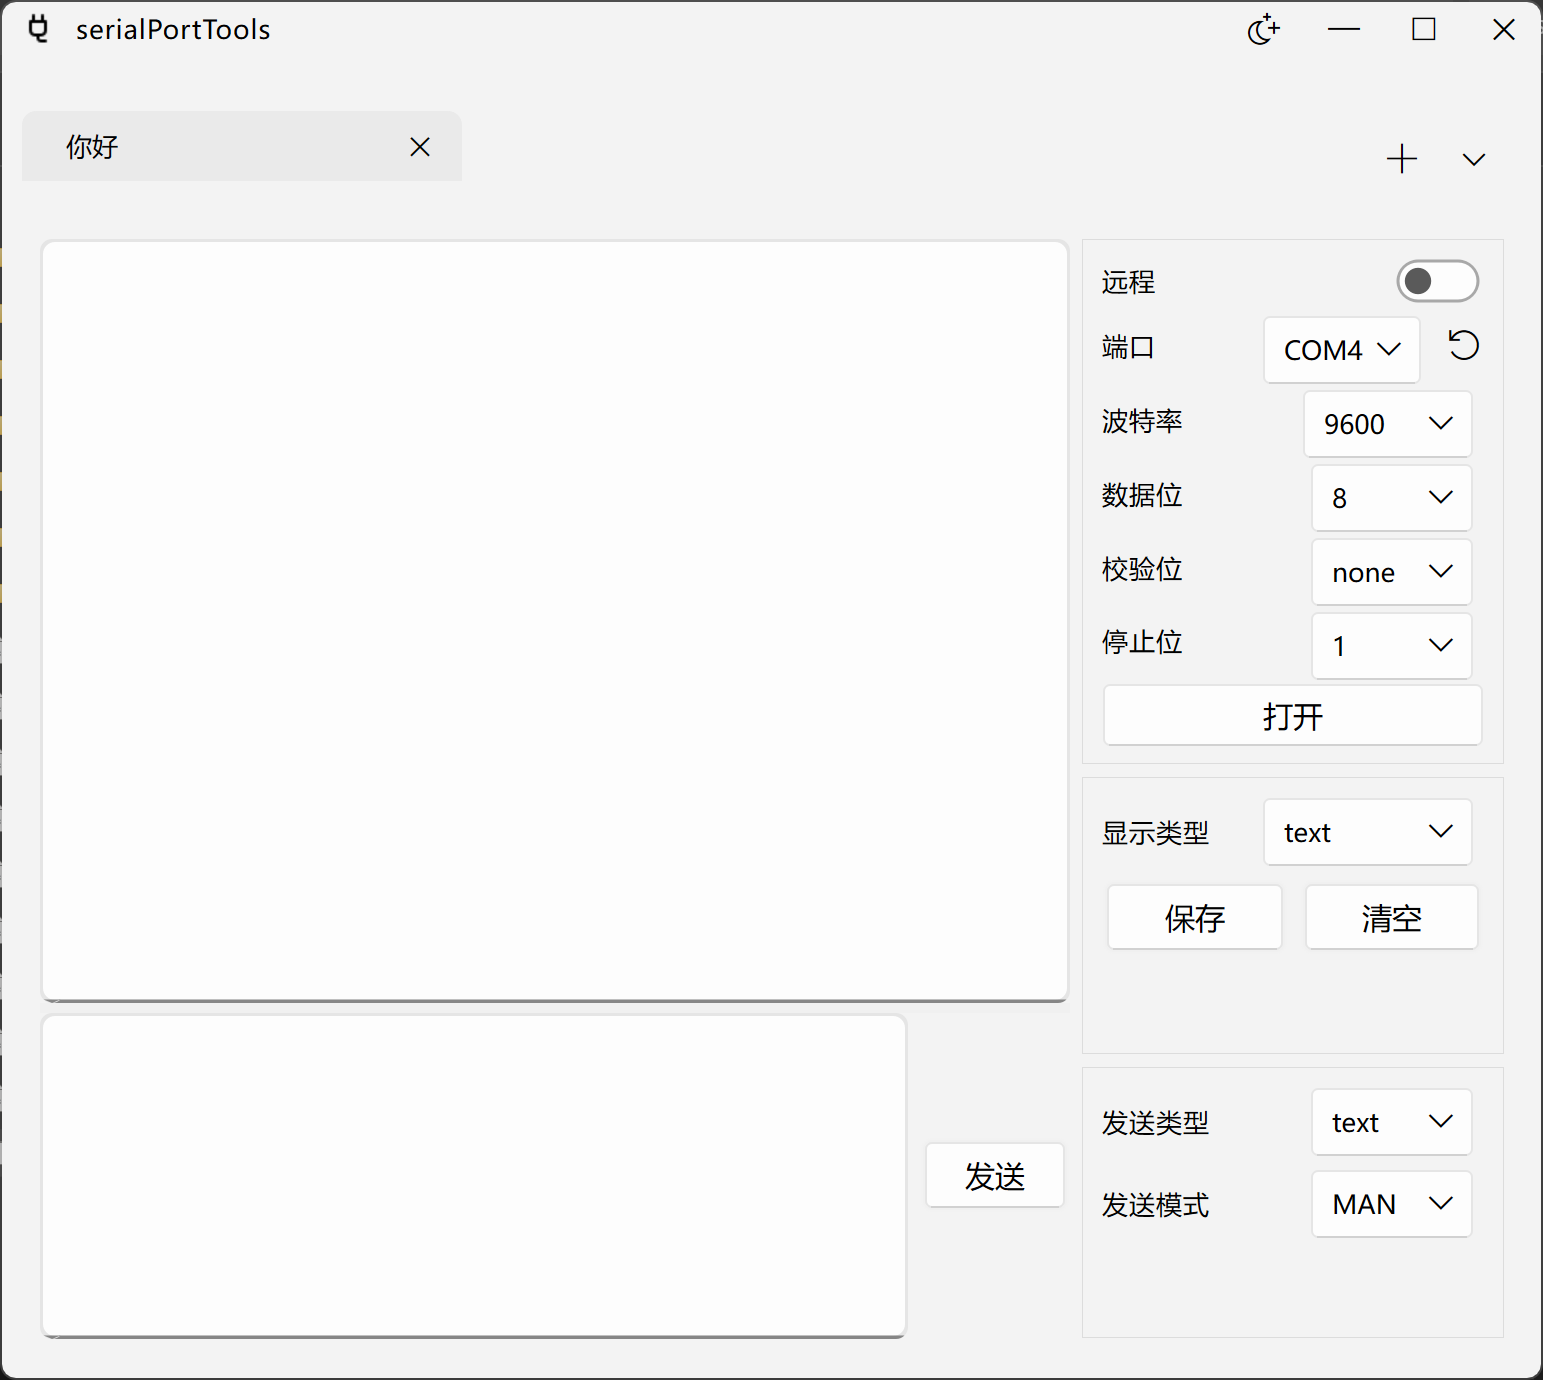 serialPortTools
你好
远程
端口 COM4
波特率 9600
数据位 8
校验位 none
停止位 1
打开
显示类型 text
保存 清空
发送
发送类型 text
发送模式 MAN